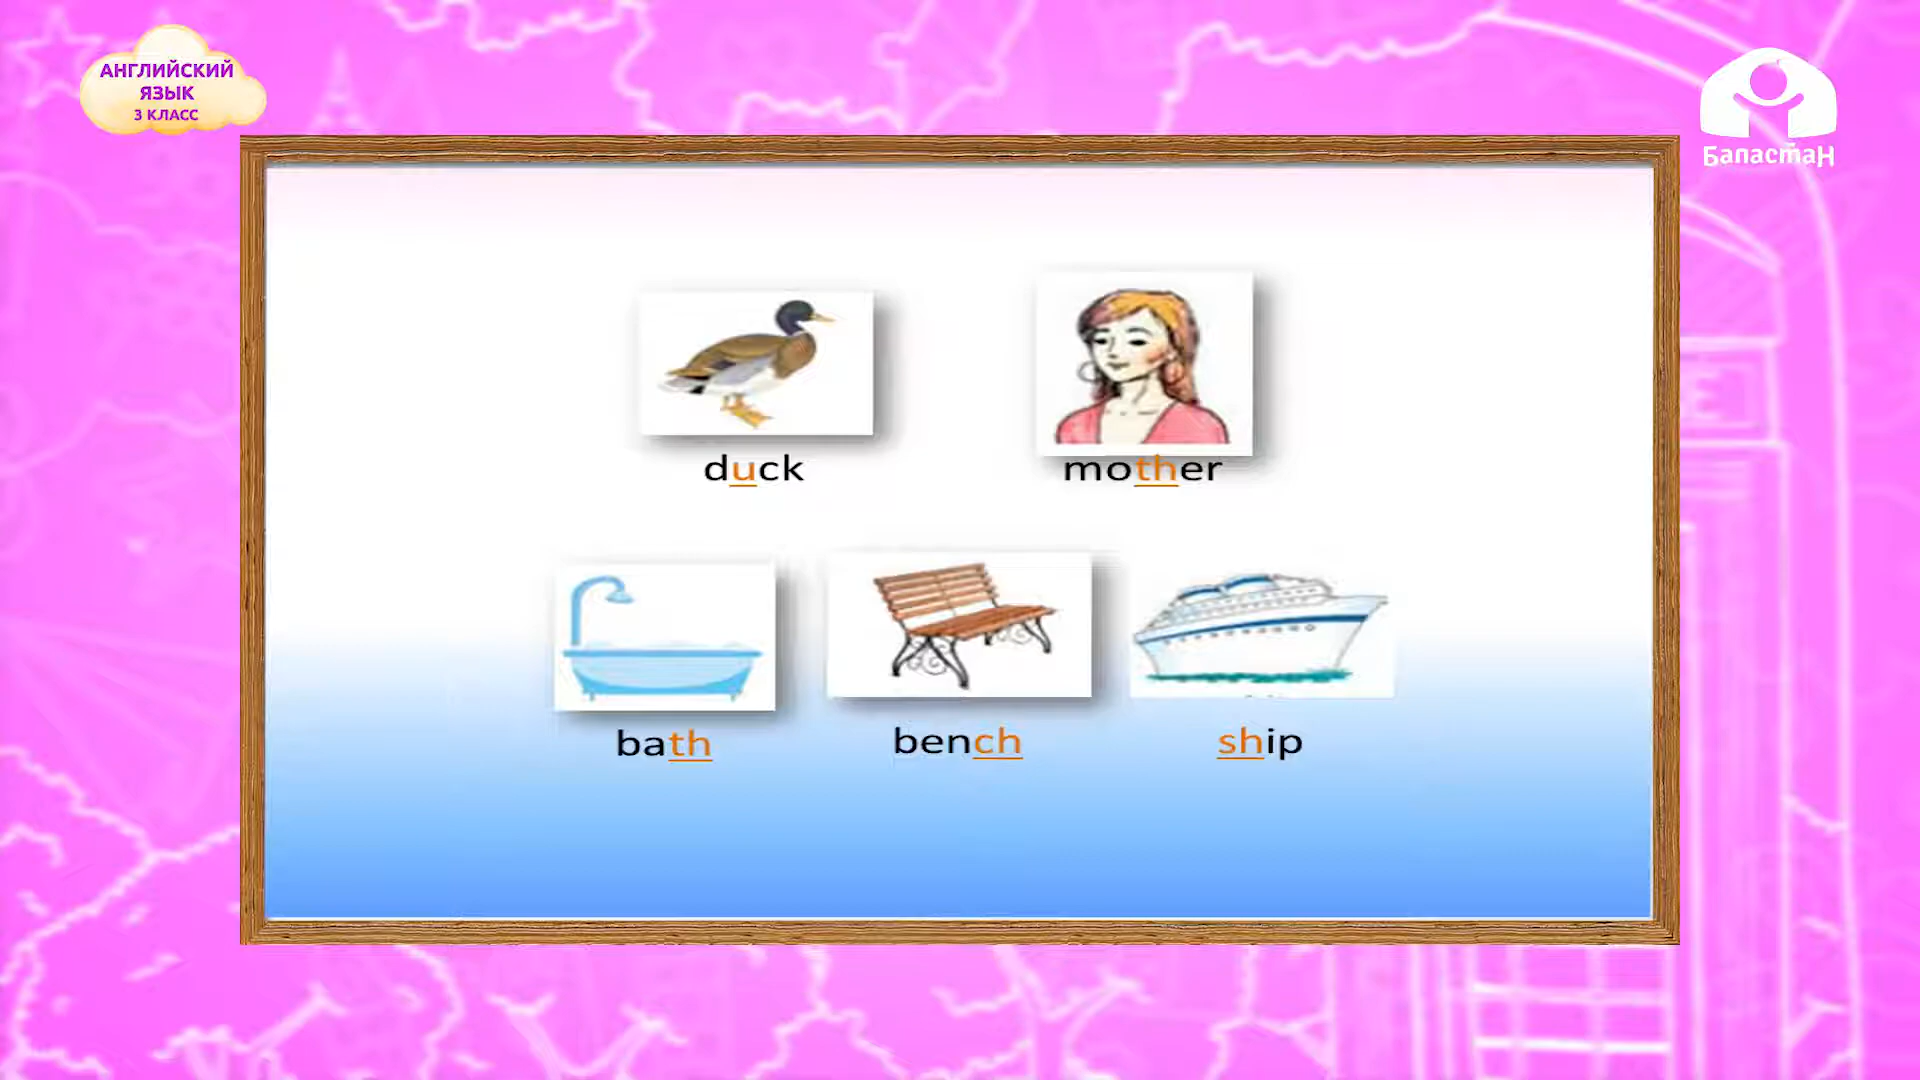 АНГЛИЙСКИЙ
ЯЗЫК
3 КЛАСС
БаластаН
duck
mother
bath
bench
ship